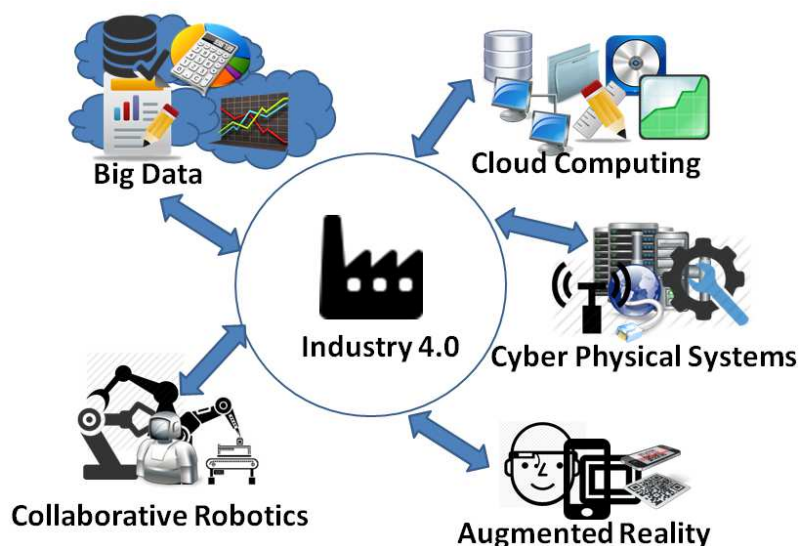 Big Data
Cloud Computing
Industry 4.0
Cyber Physical Systems
Collaborative Robotics
Augmented Reality